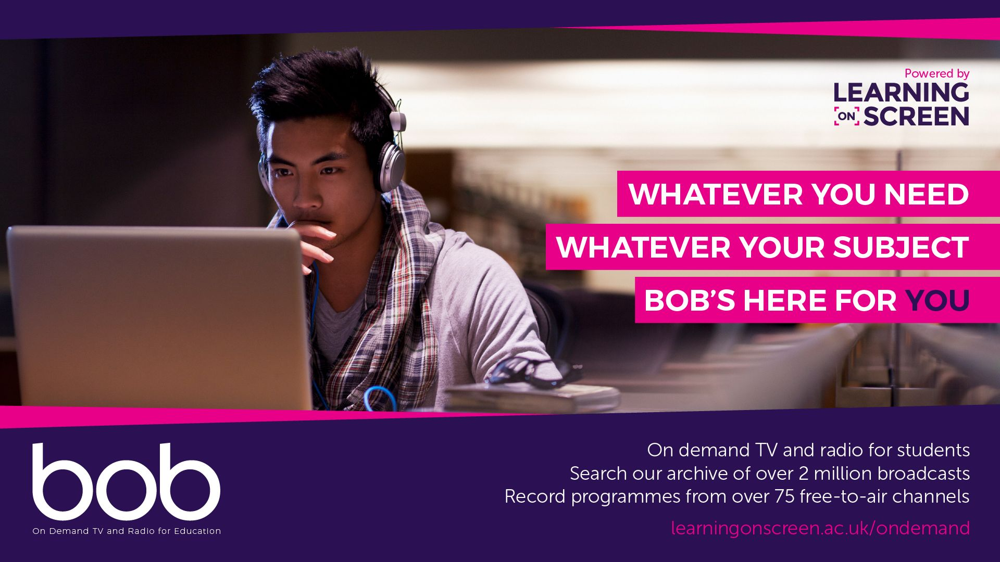 Powered by
LEARNING
ON SCREEN
WHATEVER YOU NEED
WHATEVER YOUR SUBJECT
BOB’S HERE FOR YOU
bob
On Demand TV and Radio for Education
On demand TV and radio for students
Search our archive of over 2 million broadcasts
Record programmes from over 75 free-to-air channels
learningonscreen.ac.uk/ondemand